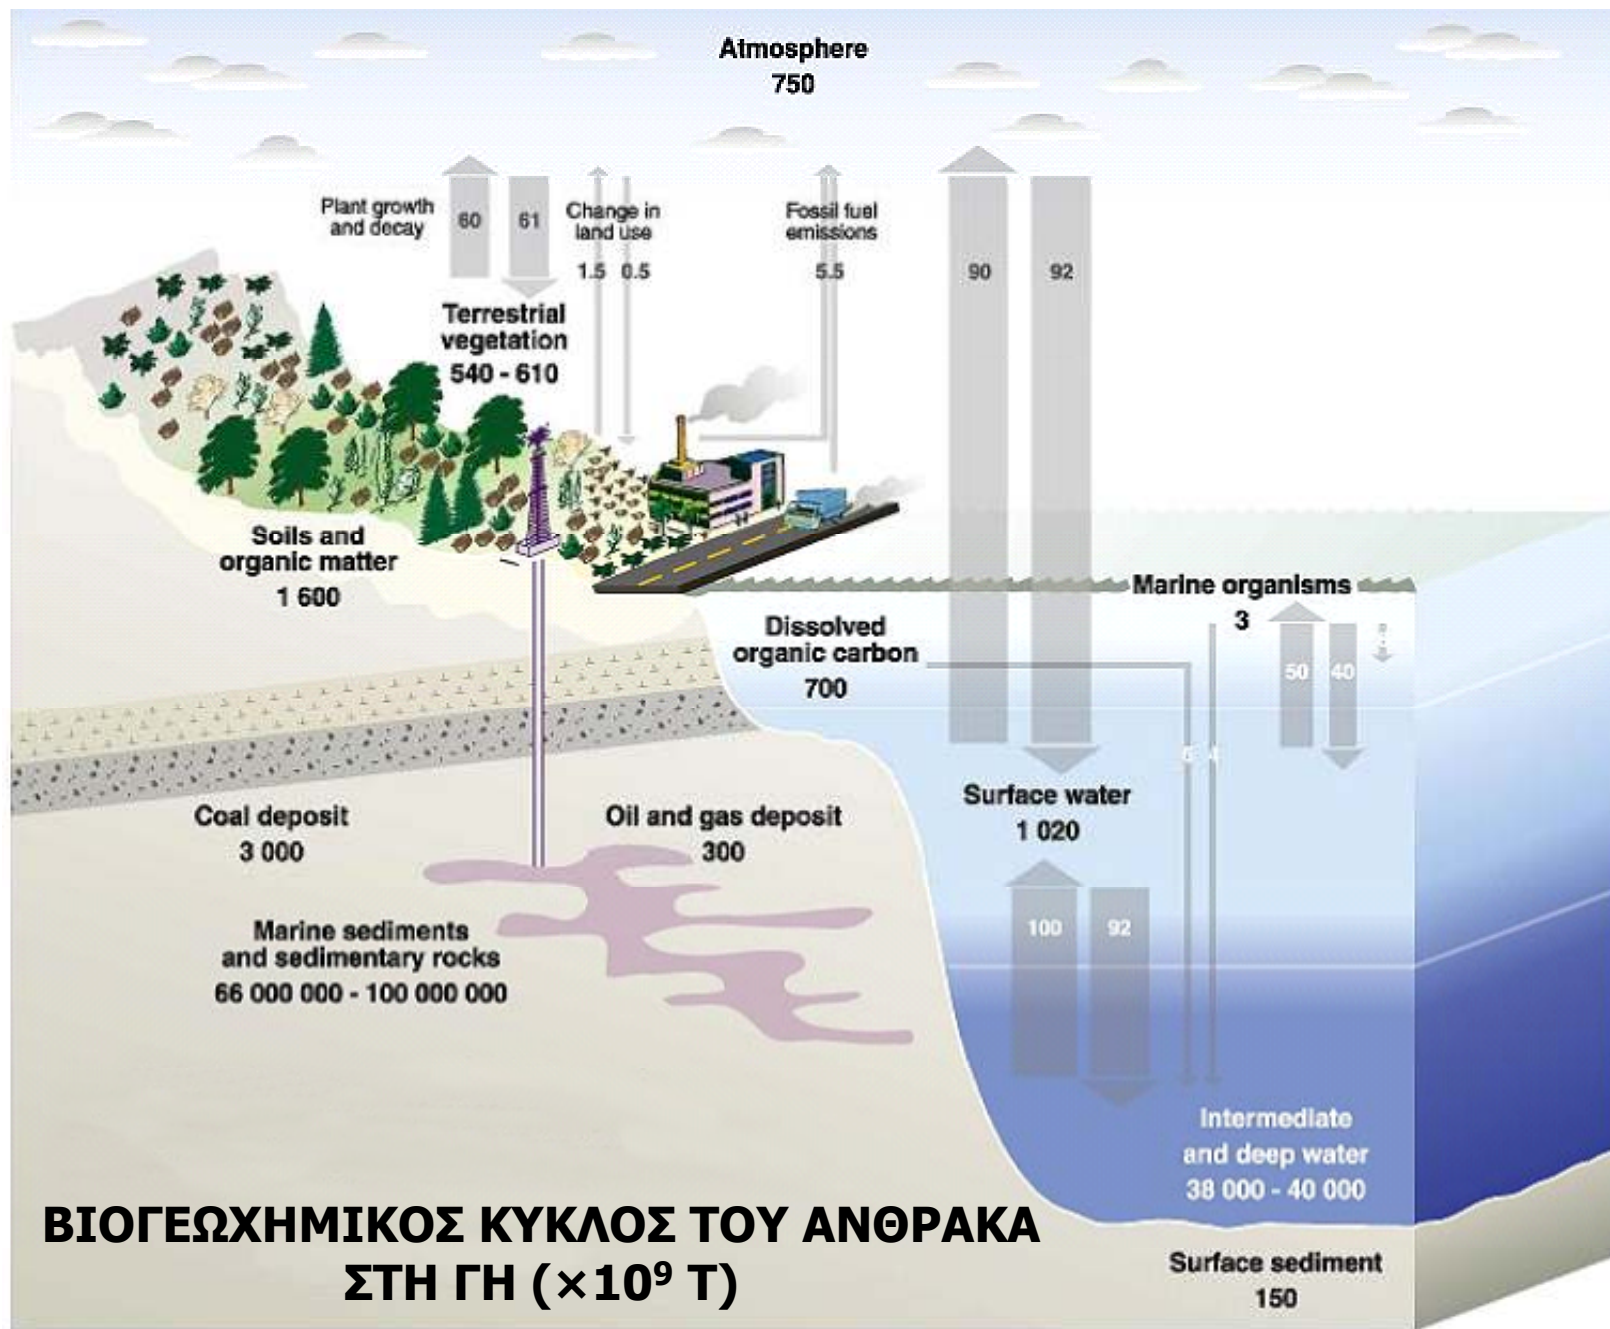 Atmosphere
750
Plant growth
and decay
60
61
Change in
land use
1.5 0.5
Fossil fuel
emissions
5.5
90
92
Terrestrial
vegetation
540 - 610
Soils and
organic matter
1 600
Marine organisms
3
50
40
Dissolved
organic carbon
700
Surface water
1 020
Coal deposit
3 000
Oil and gas deposit
300
100
92
Marine sediments
and sedimentary rocks
66 000 000 - 100 000 000
Intermediate
and deep water
38 000 - 40 000
ΒΙΟΓΕΩΧΗΜΙΚΟΣ ΚΥΚΛΟΣ ΤΟΥ ΑΝΘΡΑΚΑ
ΣΤΗ ΓΗ (×10⁹ Τ)
Surface sediment
150